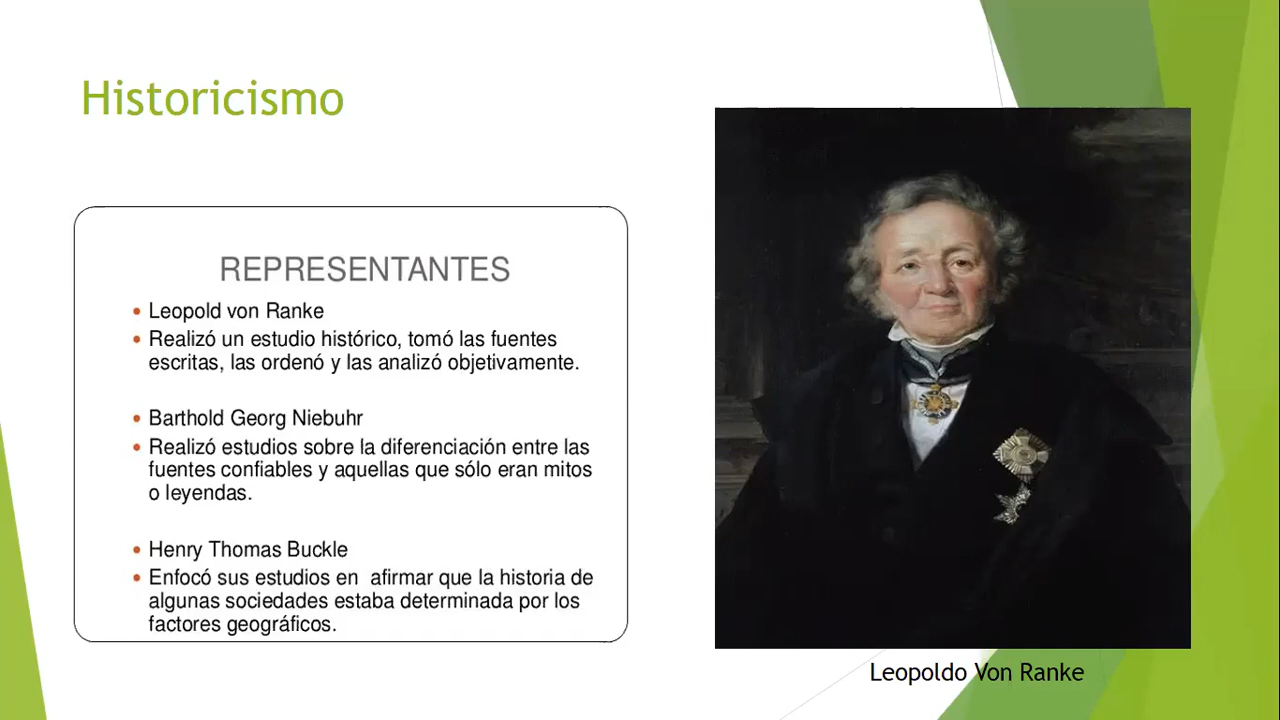 Historicismo
REPRESENTANTES
• Leopold von Ranke
• Realizó un estudio histórico, tomó las fuentes
escritas, las ordenó y las analizó objetivamente.
• Barthold Georg Niebuhr
• Realizó estudios sobre la diferenciación entre las
fuentes confiables y aquellas que sólo eran mitos
o leyendas.
• Henry Thomas Buckle
• Enfocó sus estudios en  afirmar que la historia de
algunas sociedades estaba determinada por los
factores geográficos.
Leopoldo Von Ranke